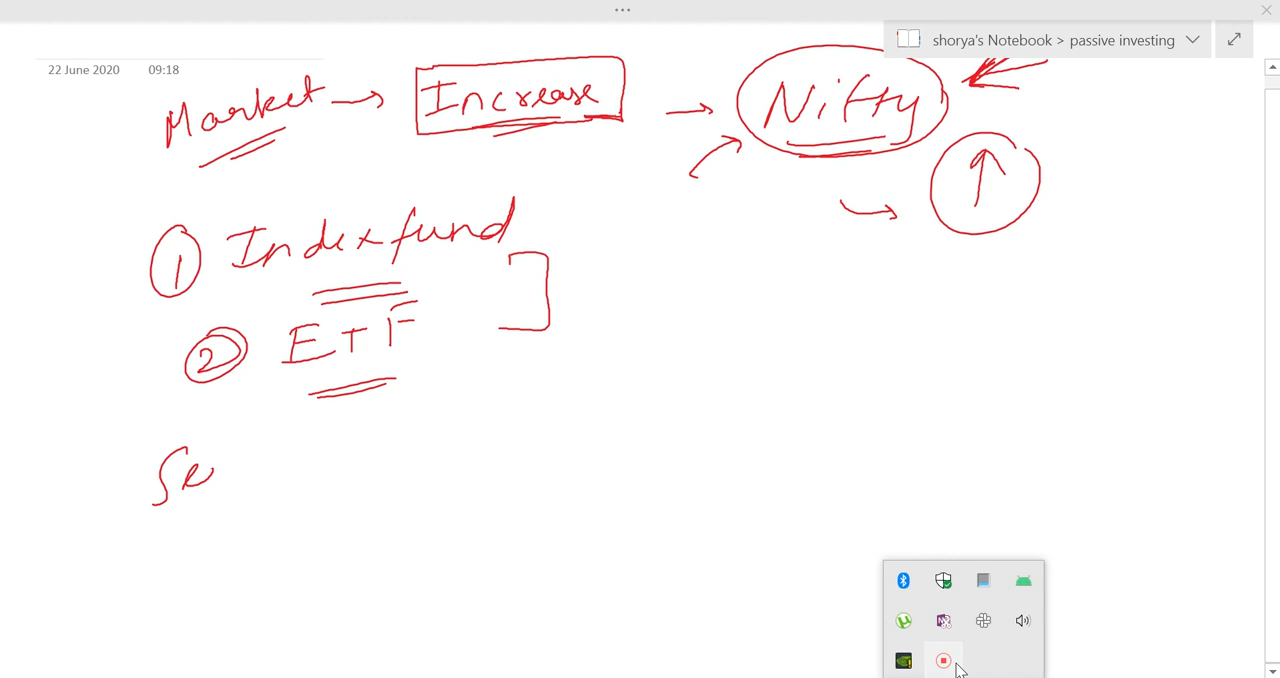 shorya's Notebook > passive investing
22 June 2020 09:18
Market → Increase → Nifty
↑
① Index fund
② ETF
Se